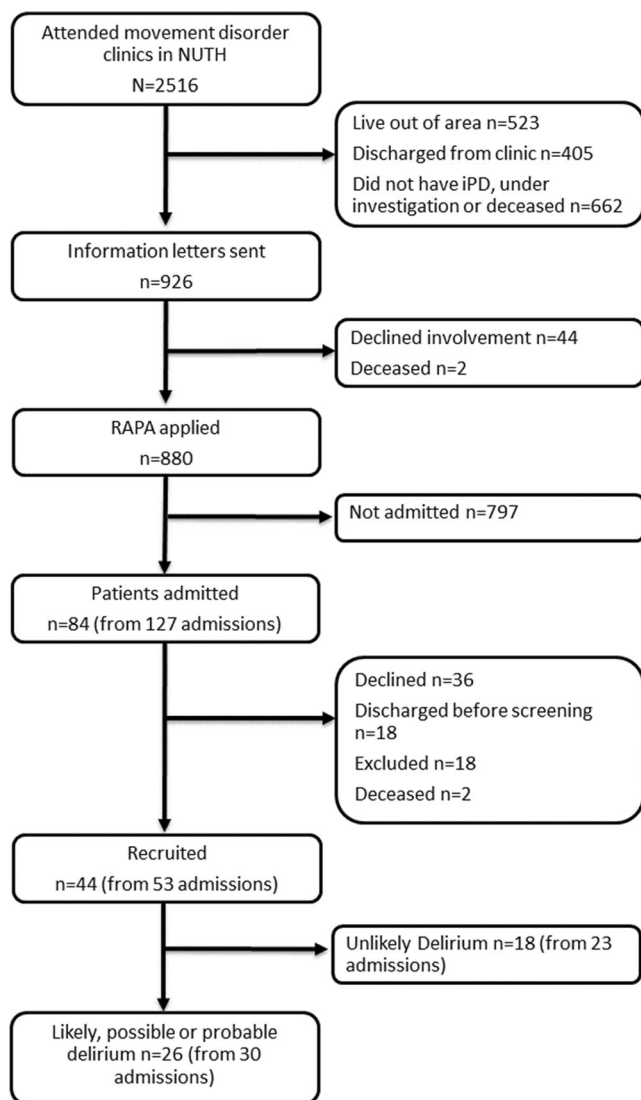 Attended movement disorder
clinics in NUTH
N=2516
Live out of area n=523
Discharged from clinic n=405
Did not have iPD, under
investigation or deceased n=662
Information letters sent
n=926
Declined involvement n=44
Deceased n=2
RAPA applied
n=880
Not admitted n=797
Patients admitted
n=84 (from 127 admissions)
Declined n=36
Discharged before screening
n=18
Excluded n=18
Deceased n=2
Recruited
n=44 (from 53 admissions)
Unlikely Delirium n=18 (from 23
admissions)
Likely, possible or probable
delirium n=26 (from 30
admissions)